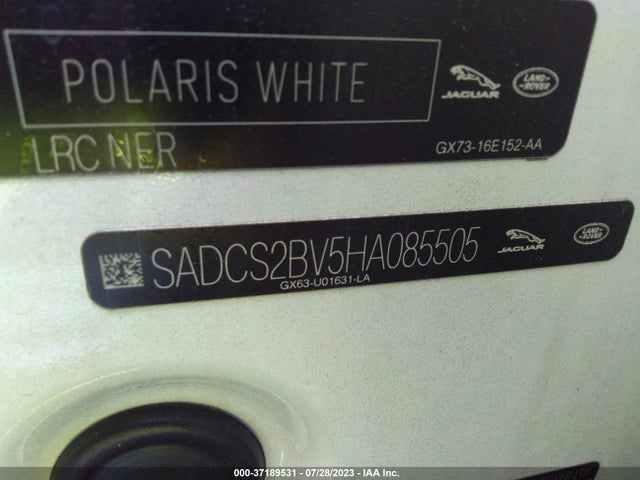 POLARIS WHITE
JAGUAR
LAND-
ROVER
LRC NER
GX73-16E152-AA
SADCS2BV5HA085505
GX63-U01631-LA
JAGUAR
LAND-
ROVER
000-37189531 - 07/28/2023 - IAA Inc.